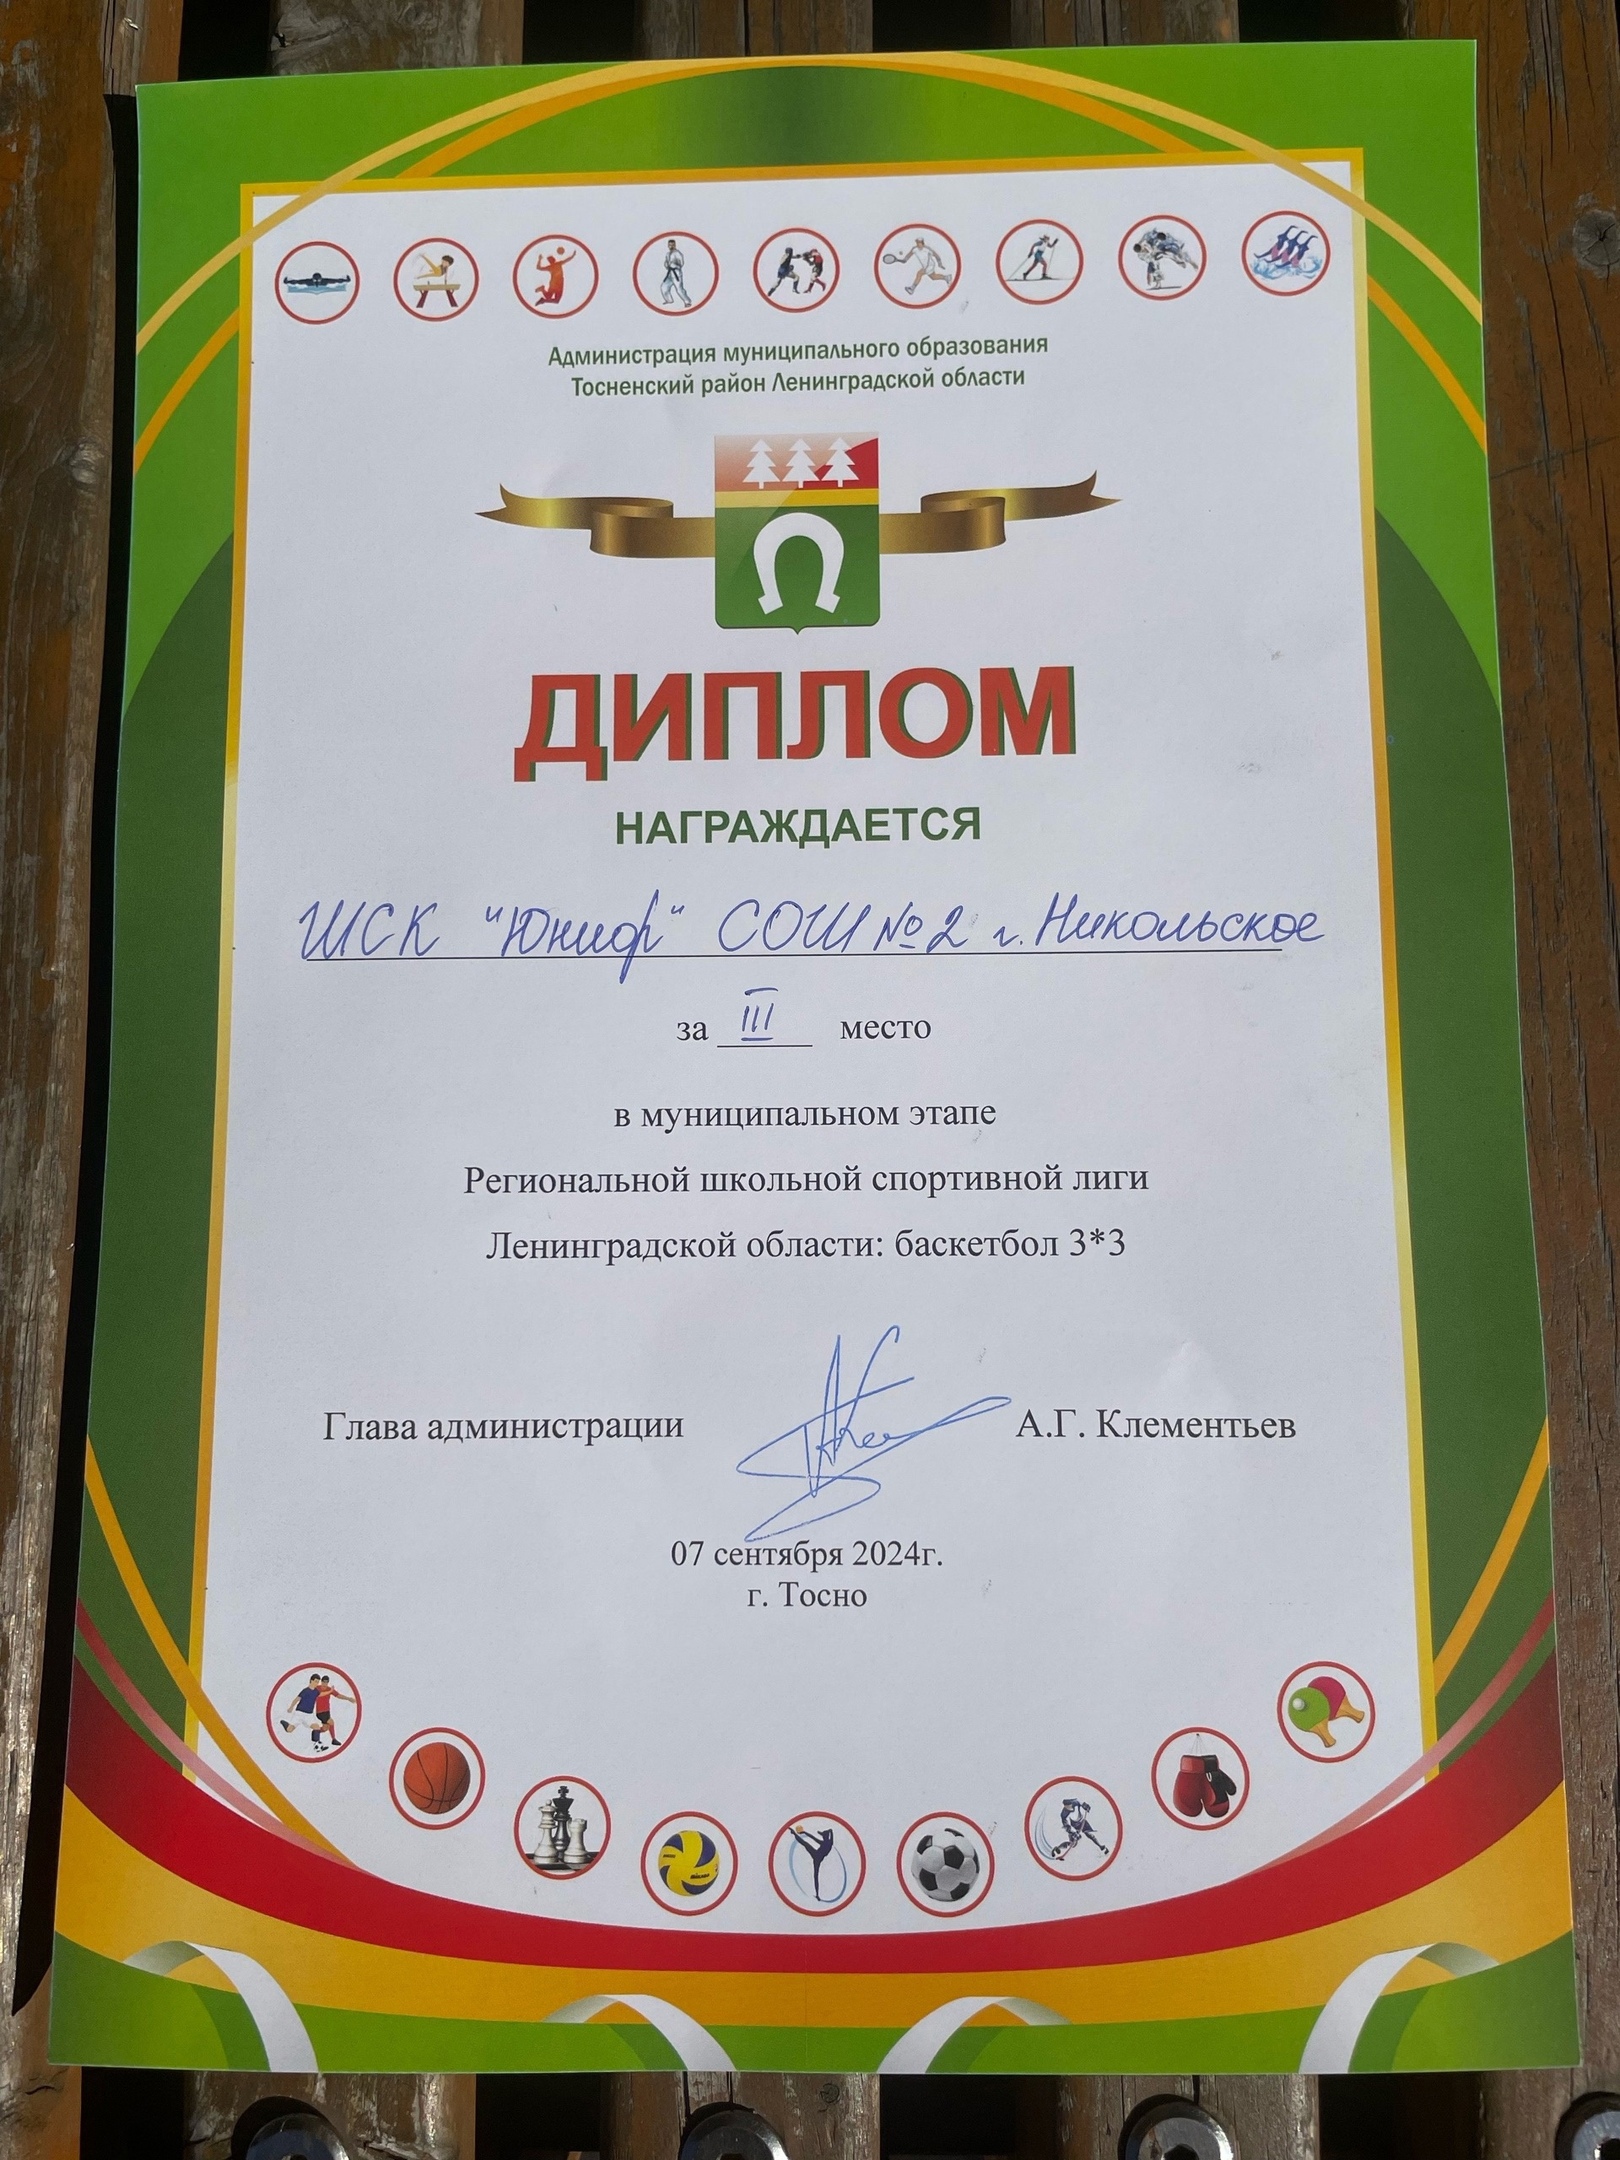 Администрация муниципального образования
Тосненский район Ленинградской области
ДИПЛОМ
НАГРАЖДАЕТСЯ
ШСК "Юниор" СОШ №2 г. Никольское
за III место
в муниципальном этапе
Региональной школьной спортивной лиги
Ленинградской области: баскетбол 3*3
Глава администрации А.Г. Клементьев
07 сентября 2024г.
г. Тосно